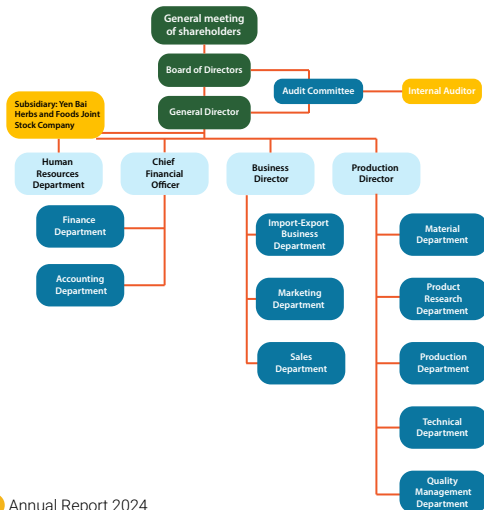 General meeting
of shareholders
Board of Directors
Audit Committee
Internal Auditor
General Director
Subsidiary: Yen Bai
Herbs and Foods Joint
Stock Company
Human
Resources
Department
Chief
Financial
Officer
Business
Director
Production
Director
Finance
Department
Accounting
Department
Import-Export
Business
Department
Marketing
Department
Sales
Department
Material
Department
Product
Research
Department
Production
Department
Technical
Department
Quality
Management
Department
Annual Report 2024